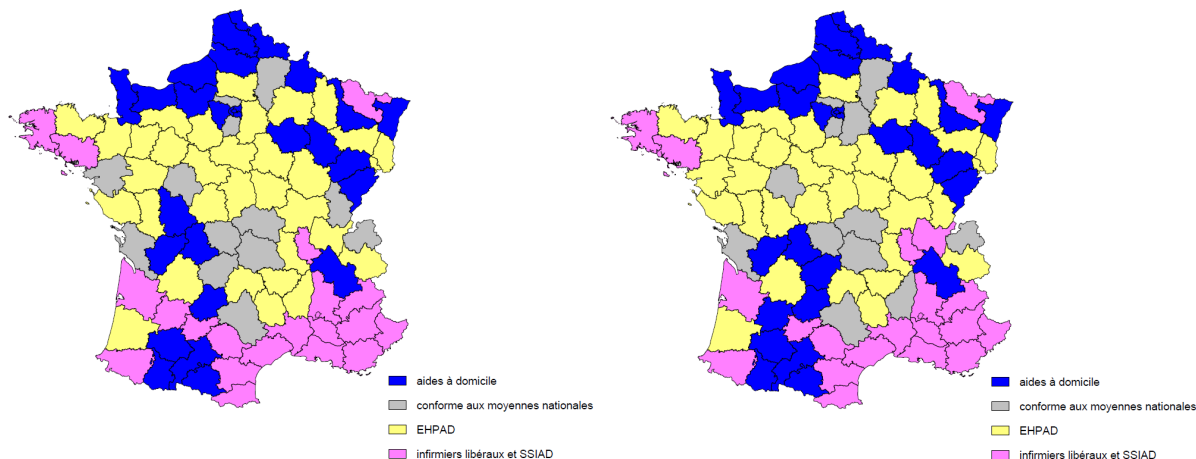 aides à domicile
conforme aux moyennes nationales
EHPAD
infirmiers libéraux et SSIAD
aides à domicile
conforme aux moyennes nationales
EHPAD
infirmiers libéraux et SSIAD